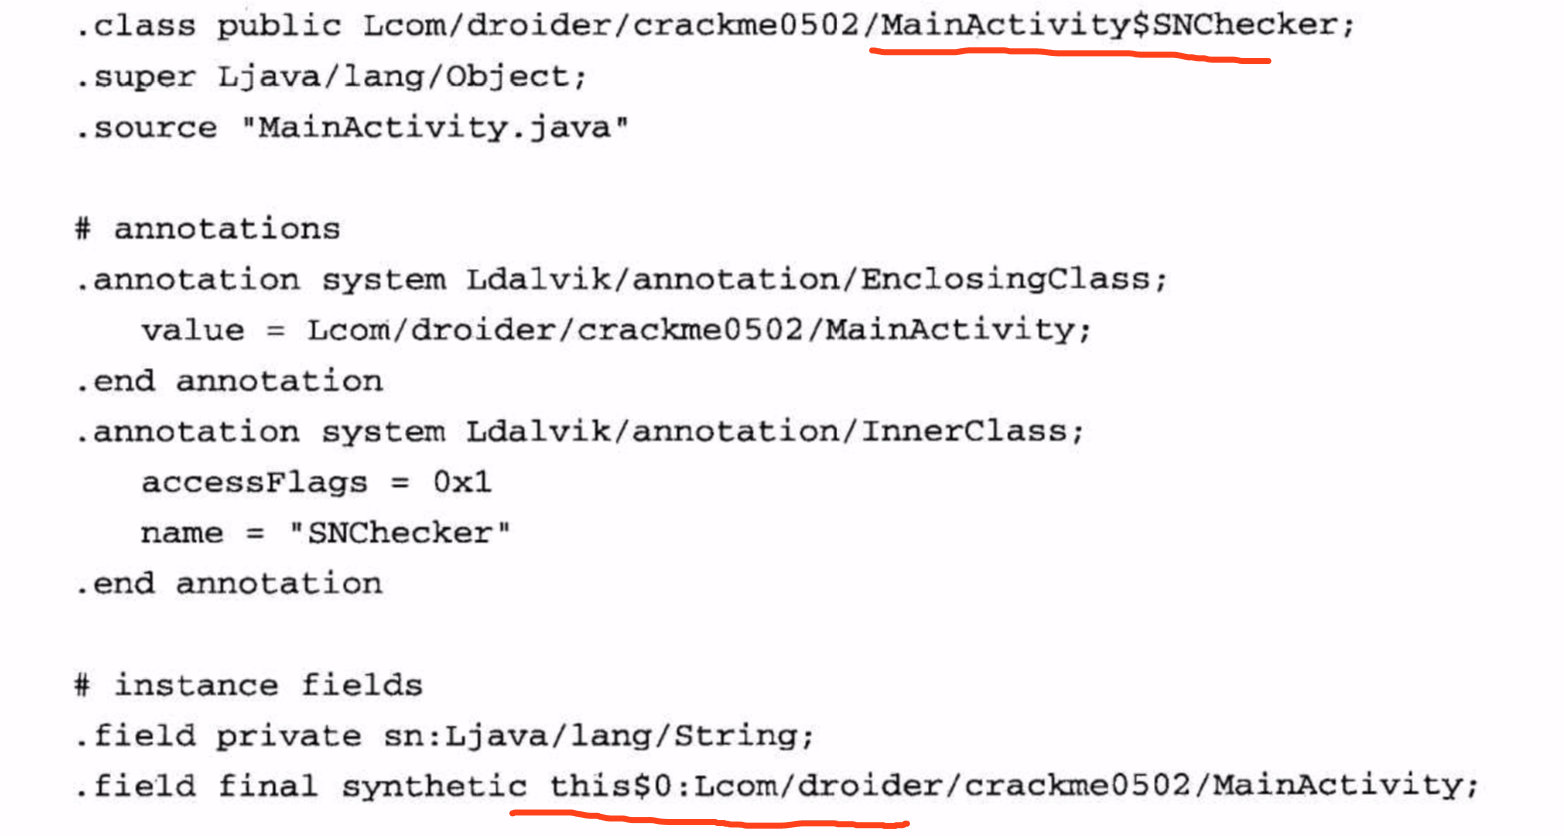 .class public Lcom/droider/crackme0502/MainActivity$SNChecker;
.super Ljava/lang/Object;
.source "MainActivity.java"
# annotations
.annotation system Ldalvik/annotation/EnclosingClass;
value = Lcom/droider/crackme0502/MainActivity;
.end annotation
.annotation system Ldalvik/annotation/InnerClass;
accessFlags = 0x1
name = "SNChecker"
.end annotation
# instance fields
.field private sn:Ljava/lang/String;
.field final synthetic this$0:Lcom/droider/crackme0502/MainActivity;